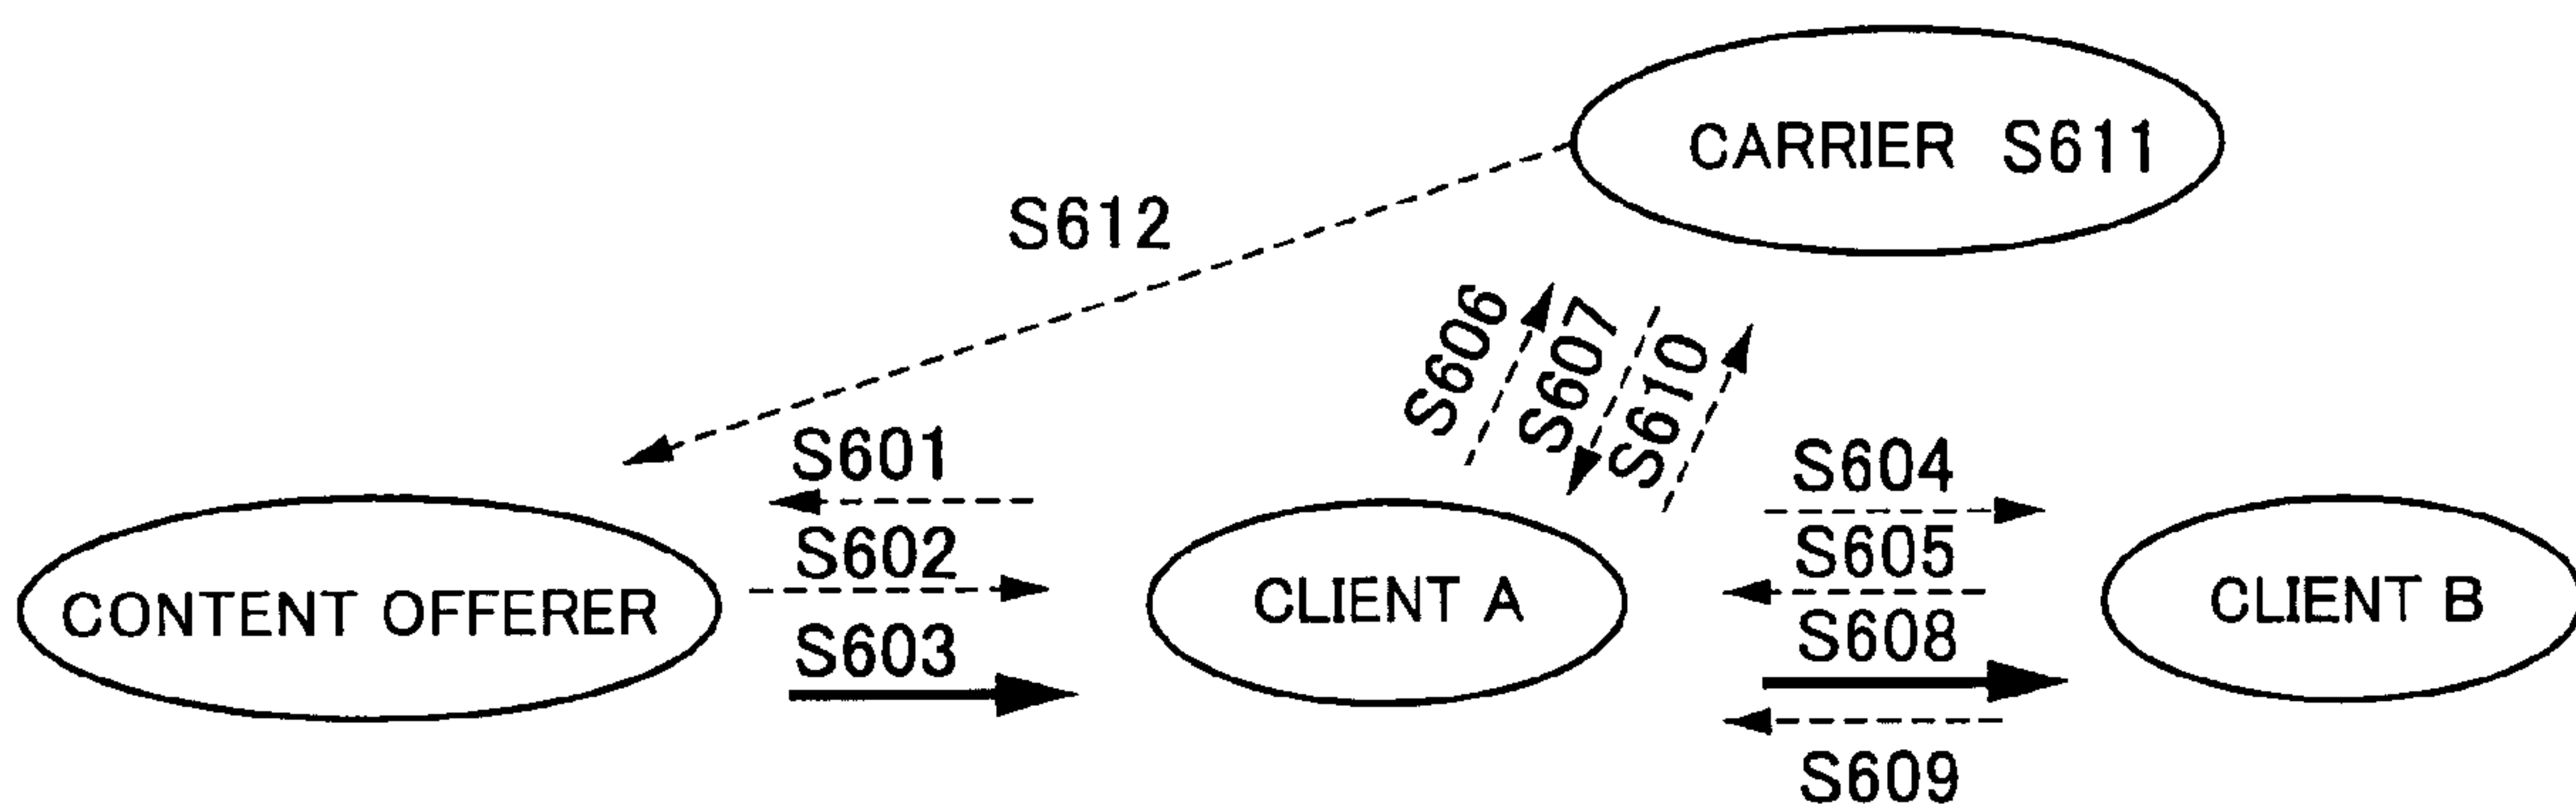 CARRIER S611
S612
S606
S607
S610
S601
S604
S602
S605
CONTENT OFFERER
CLIENT A
CLIENT B
S603
S608
S609